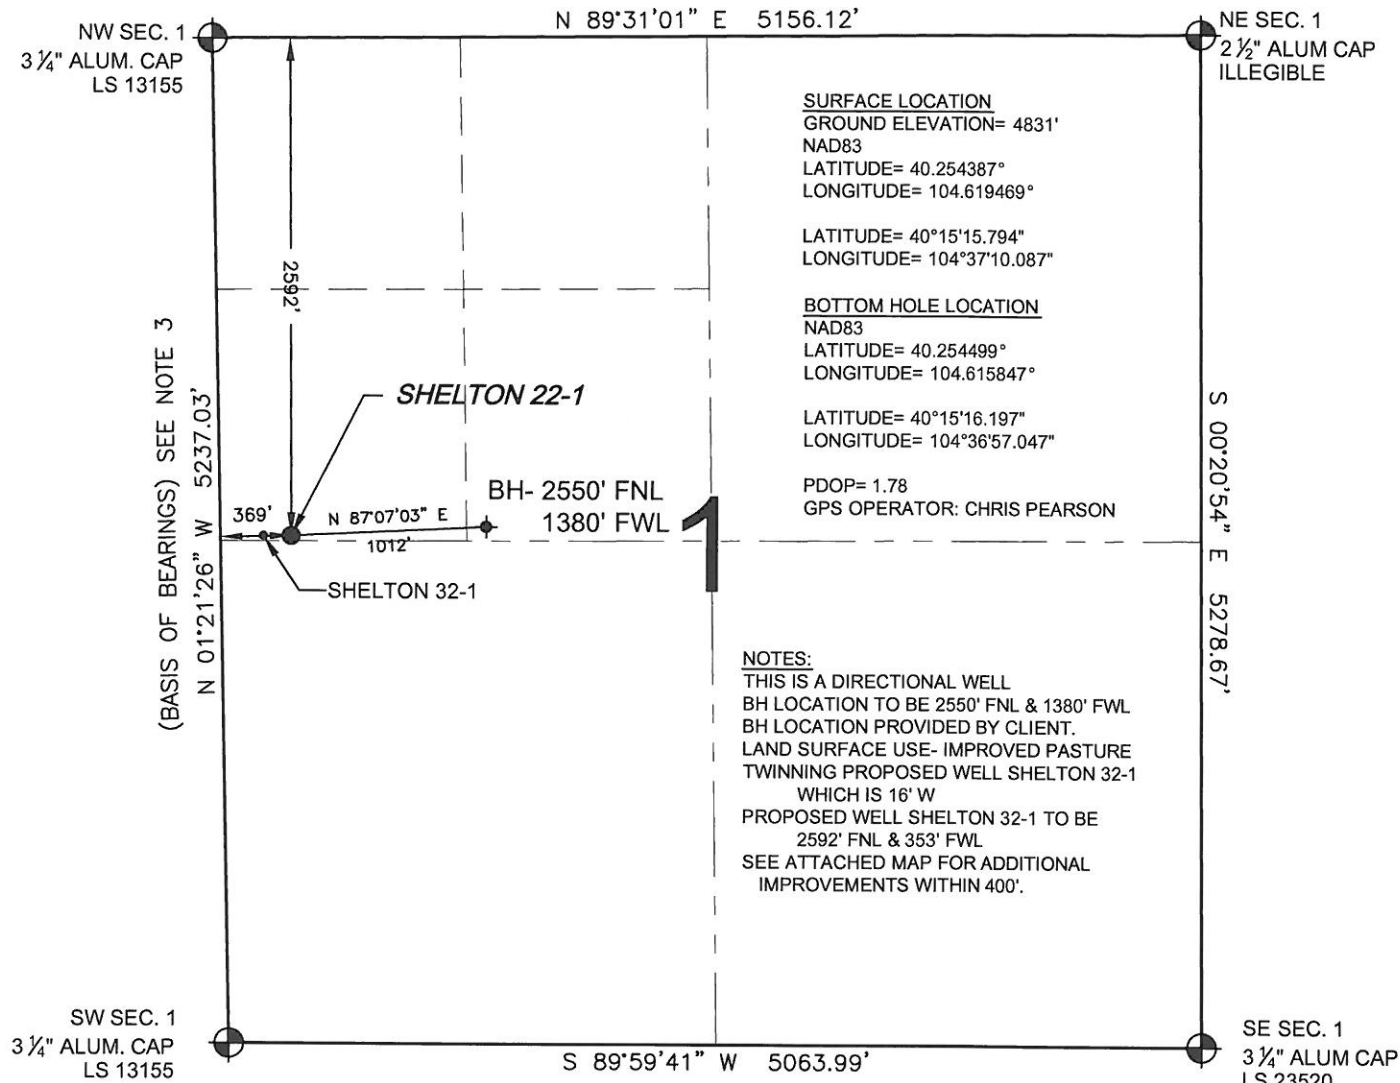 N 89°31'01" E 5156.12'
NW SEC. 1
3 ¼" ALUM. CAP
LS 13155
NE SEC. 1
2 ½" ALUM CAP
ILLEGIBLE
SURFACE LOCATION
GROUND ELEVATION= 4831'
NAD83
LATITUDE= 40.254387°
LONGITUDE= 104.619469°
LATITUDE= 40°15'15.794"
LONGITUDE= 104°37'10.087"
BOTTOM HOLE LOCATION
NAD83
LATITUDE= 40.254499°
LONGITUDE= 104.615847°
LATITUDE= 40°15'16.197"
LONGITUDE= 104°36'57.047"
PDOP= 1.78
GPS OPERATOR: CHRIS PEARSON
2592'
(BASIS OF BEARINGS) SEE NOTE 3
N 01°21'26" W 5237.03'
SHELTON 22-1
BH- 2550' FNL
1380' FWL
1
369'
N 87°07'03" E
1012'
SHELTON 32-1
S 00°20'54" E 5278.67'
NOTES:
THIS IS A DIRECTIONAL WELL
BH LOCATION TO BE 2550' FNL & 1380' FWL
BH LOCATION PROVIDED BY CLIENT.
LAND SURFACE USE- IMPROVED PASTURE
TWINNING PROPOSED WELL SHELTON 32-1
WHICH IS 16' W
PROPOSED WELL SHELTON 32-1 TO BE
2592' FNL & 353' FWL
SEE ATTACHED MAP FOR ADDITIONAL
IMPROVEMENTS WITHIN 400'.
SW SEC. 1
3 ¼" ALUM. CAP
LS 13155
S 89°59'41" W 5063.99'
SE SEC. 1
3 ¼" ALUM CAP
LS 23520